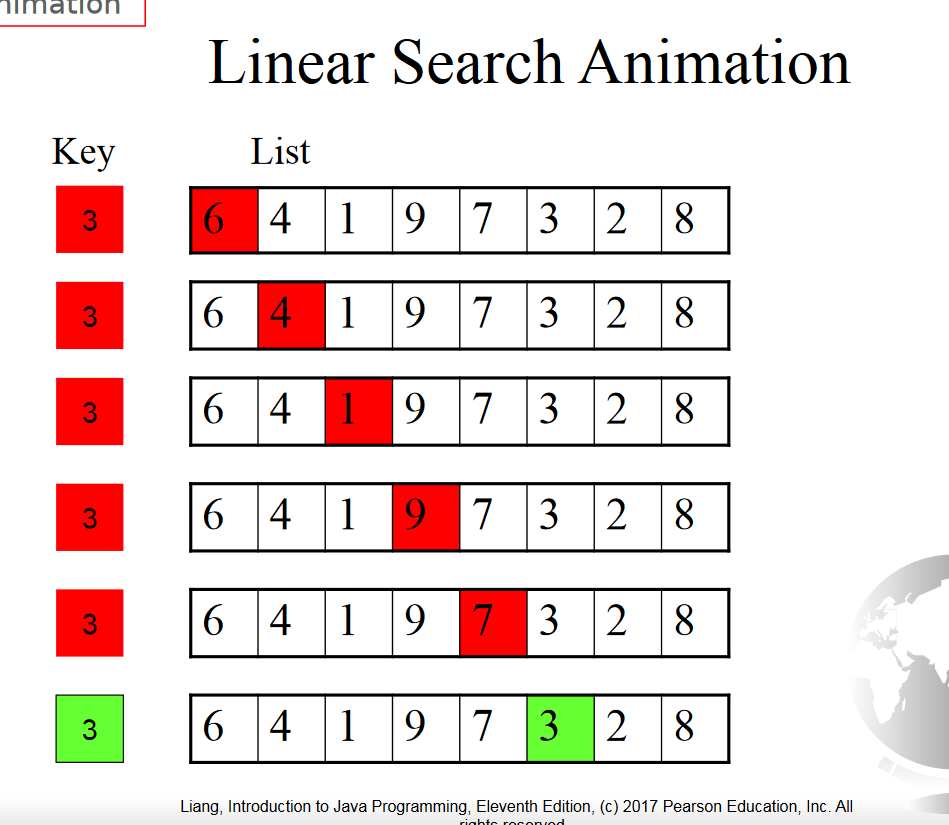 nimation
Linear Search Animation
Key List
3 6 4 1 9 7 3 2 8
3 6 4 1 9 7 3 2 8
3 6 4 1 9 7 3 2 8
3 6 4 1 9 7 3 2 8
3 6 4 1 9 7 3 2 8
3 6 4 1 9 7 3 2 8
Liang, Introduction to Java Programming, Eleventh Edition, (c) 2017 Pearson Education, Inc. All
rights reserved